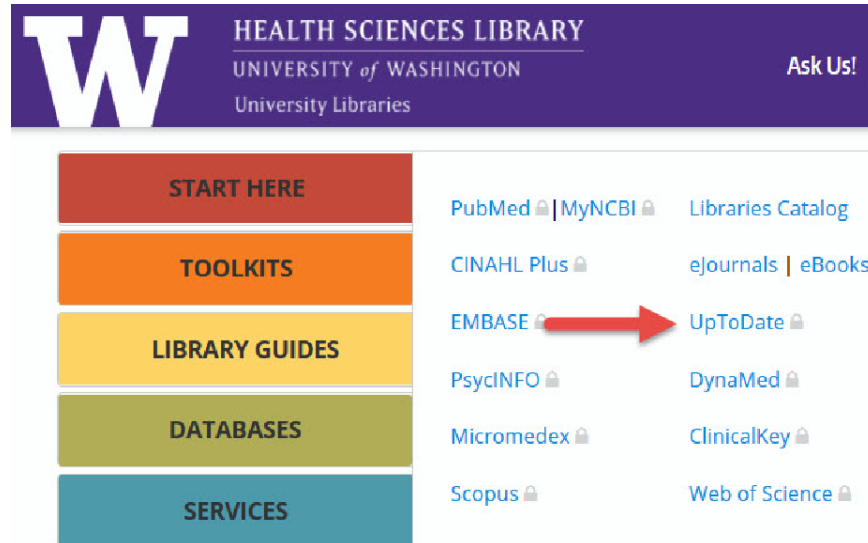 W
HEALTH SCIENCES LIBRARY
UNIVERSITY of WASHINGTON
University Libraries
Ask Us!
START HERE
TOOLKITS
LIBRARY GUIDES
DATABASES
SERVICES
PubMed | MyNCBI
CINAHL Plus
EMBASE
PsycINFO
Micromedex
Scopus
Libraries Catalog
eJournals | eBooks
UpToDate
DynaMed
ClinicalKey
Web of Science